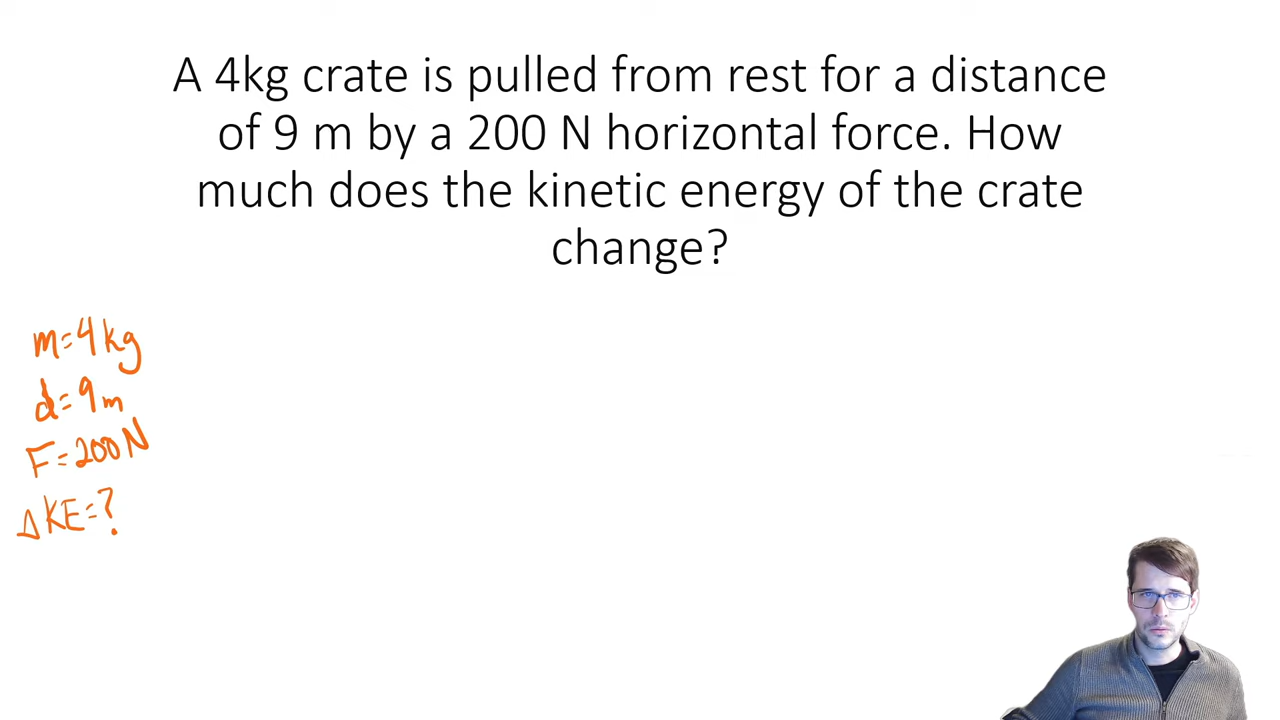 A 4kg crate is pulled from rest for a distance
of 9 m by a 200 N horizontal force. How
much does the kinetic energy of the crate
change?
m=4kg
d=9m
F=200N
ΔKE=?